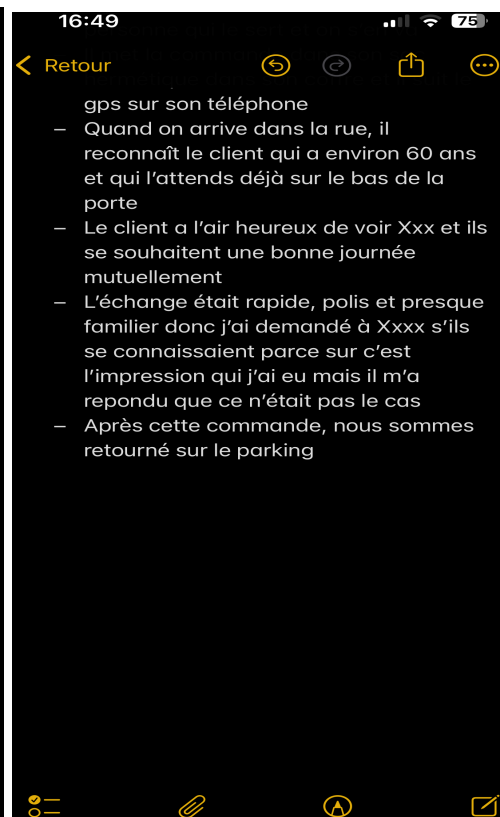 16:49
75
Retour
gps sur son téléphone
– Quand on arrive dans la rue, il
reconnaît le client qui a environ 60 ans
et qui l'attends déjà sur le bas de la
porte
– Le client a l'air heureux de voir Xxx et ils
se souhaitent une bonne journée
mutuellement
– L'échange était rapide, polis et presque
familier donc j'ai demandé à Xxxx s'ils
se connaissaient parce sur c'est
l'impression qui j'ai eu mais il m'a
repondu que ce n'était pas le cas
– Après cette commande, nous sommes
retourné sur le parking